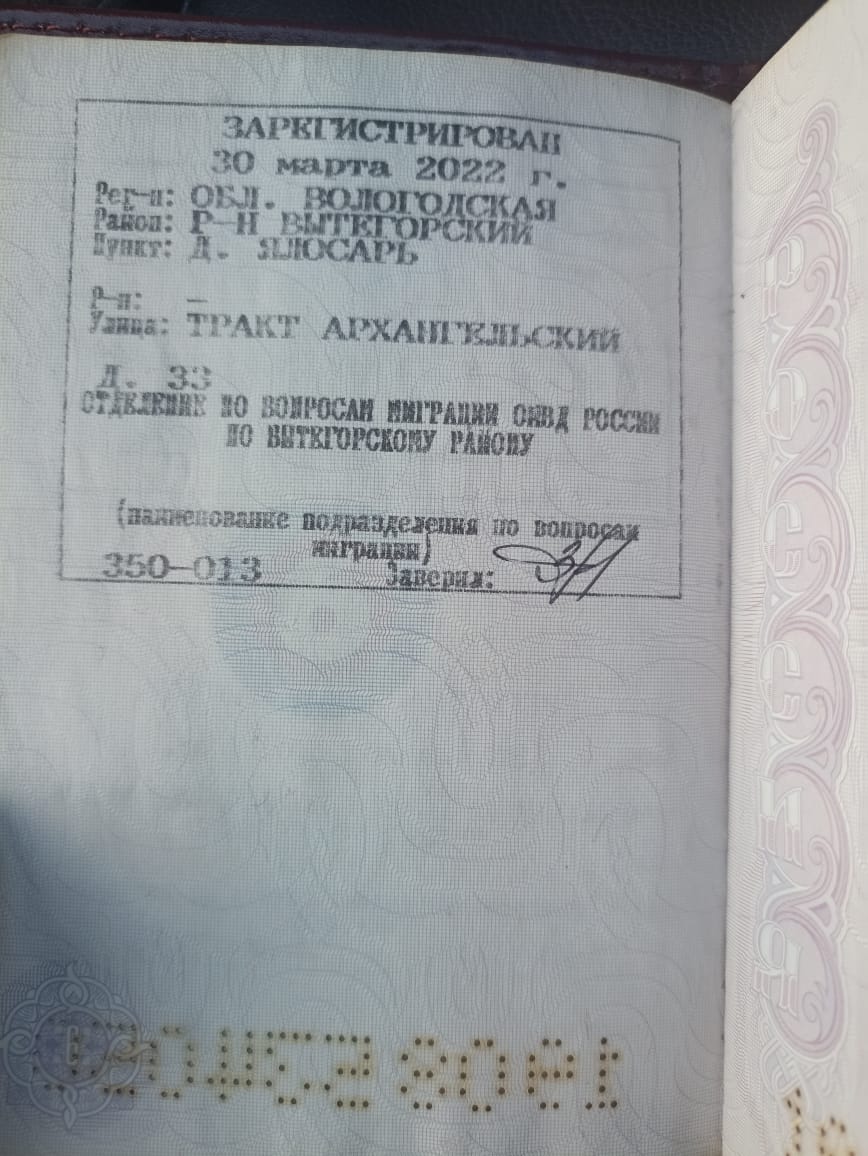 ЗАРЕГИСТРИРОВАН
30 марта 2022 г.
Рег-н: ОБЛ. ВОЛОГОДСКАЯ
Район: Р-Н ВЫТЕГОРСКИЙ
Пункт: Д. ЯЛОСАРЬ
Р-н: –
Улица: ТРАКТ АРХАНГЕЛЬСКИЙ
Д. 33
ОТДЕЛЕНИЕ ПО ВОПРОСАМ МИГРАЦИИ ОМВД РОССИИ
ПО ВЫТЕГОРСКОМУ РАЙОНУ
(наименование подразделения по вопросам
миграции)
350-013 Заверил: